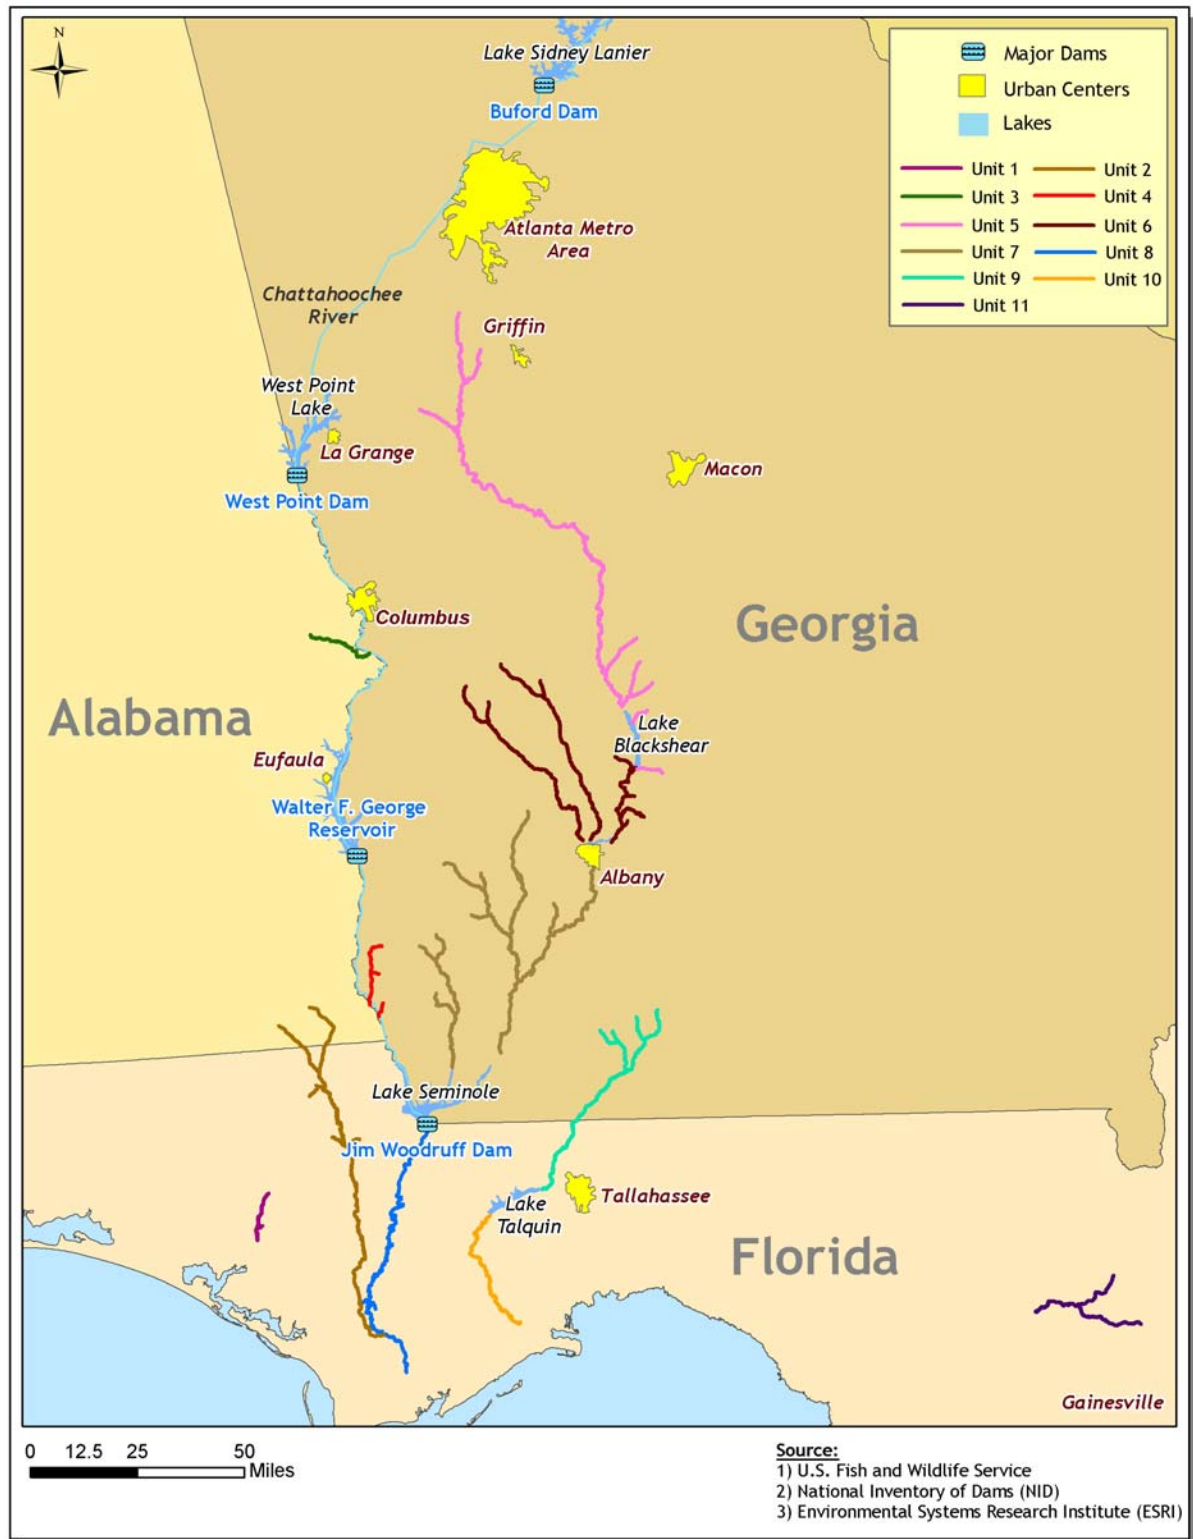 N
Lake Sidney Lanier
Buford Dam
Major Dams
Urban Centers
Lakes
Unit 1
Unit 2
Unit 3
Unit 4
Unit 5
Unit 6
Unit 7
Unit 8
Unit 9
Unit 10
Unit 11
Atlanta Metro
Area
Chattahoochee
River
Griffin
West Point
Lake
La Grange
Macon
West Point Dam
Columbus
Georgia
Alabama
Lake
Blackshear
Eufaula
Walter F. George
Reservoir
Albany
Lake Seminole
Jim Woodruff Dam
Lake
Talquin
Tallahassee
Florida
Gainesville
0 12.5 25 50
Miles
Source:
1) U.S. Fish and Wildlife Service
2) National Inventory of Dams (NID)
3) Environmental Systems Research Institute (ESRI)